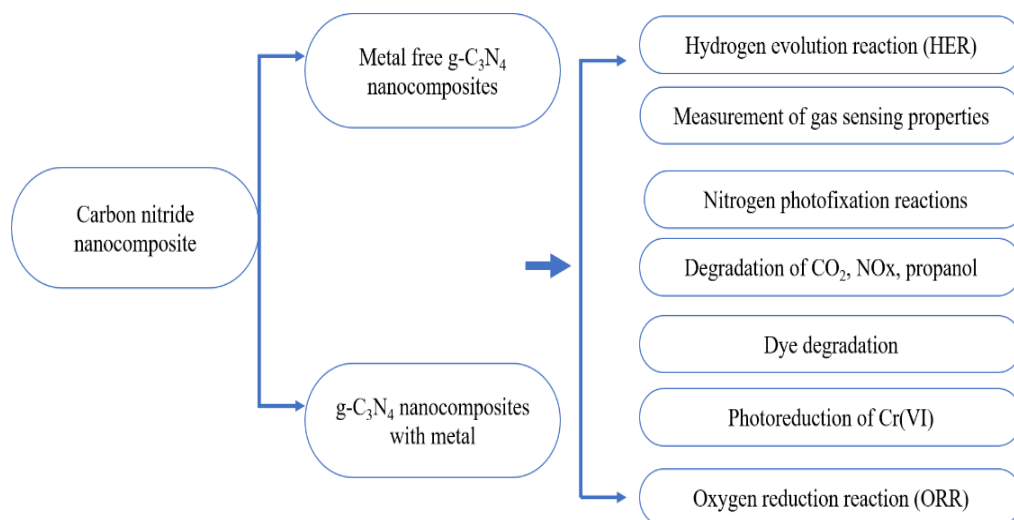 Carbon nitride
nanocomposite
Metal free g-C₃N₄
nanocomposites
g-C₃N₄ nanocomposites
with metal
Hydrogen evolution reaction (HER)
Measurement of gas sensing properties
Nitrogen photofixation reactions
Degradation of CO₂, NOx, propanol
Dye degradation
Photoreduction of Cr(VI)
Oxygen reduction reaction (ORR)